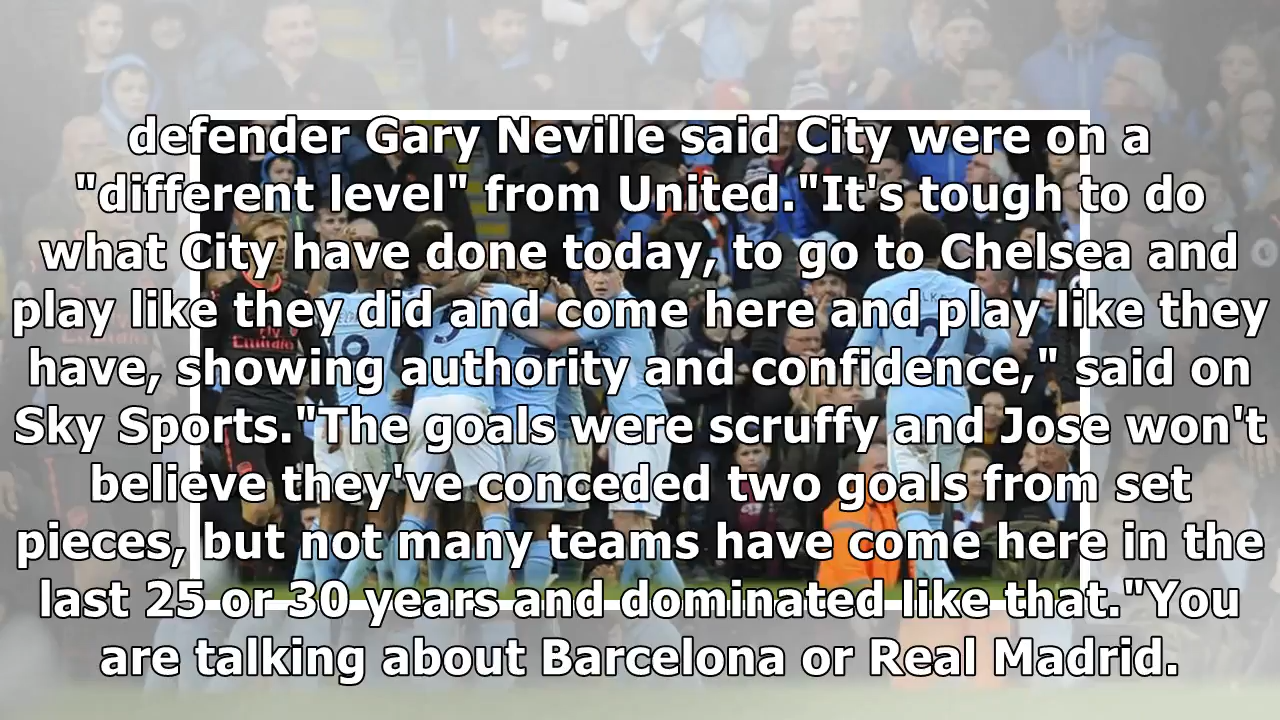 defender Gary Neville said City were on a
"different level" from United."It's tough to do
what City have done today, to go to Chelsea and
play like they did and come here and play like they
have, showing authority and confidence," said on
Sky Sports."The goals were scruffy and Jose won't
believe they've conceded two goals from set
pieces, but not many teams have come here in the
last 25 or 30 years and dominated like that."You
are talking about Barcelona or Real Madrid.
Fly
Emirates
19
2